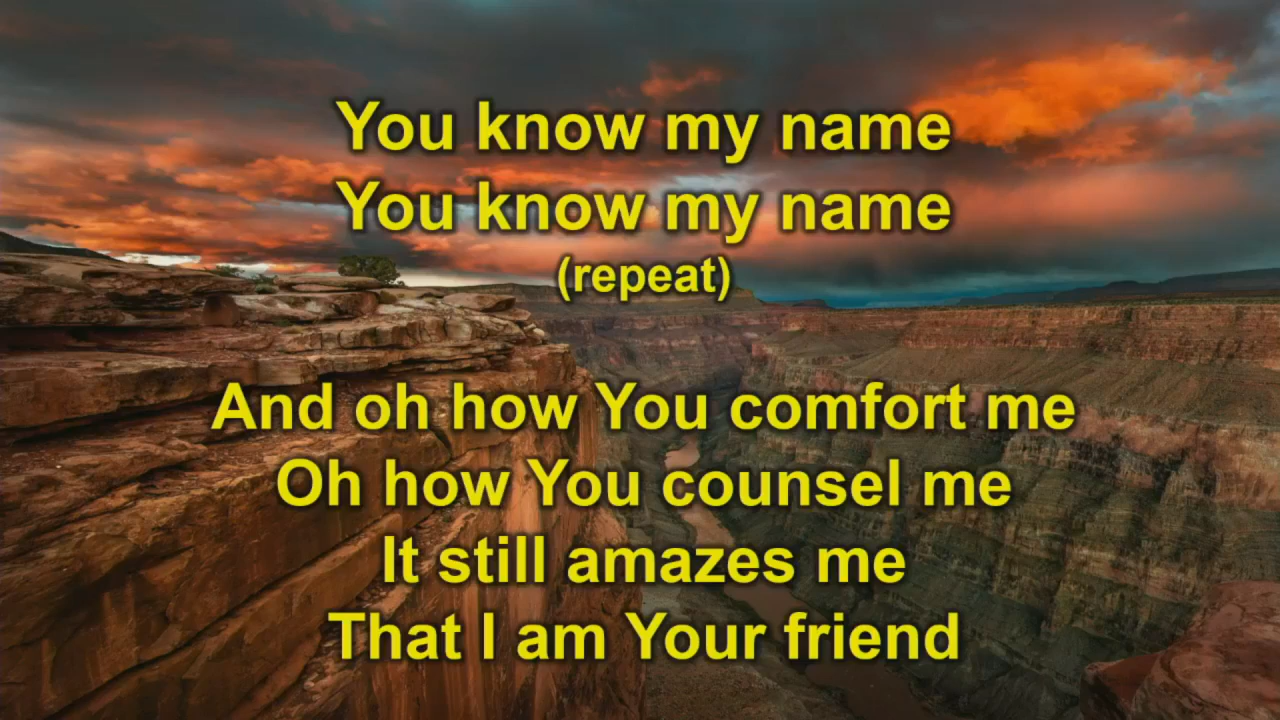 You know my name
You know my name
(repeat)
And oh how You comfort me
Oh how You counsel me
It still amazes me
That I am Your friend